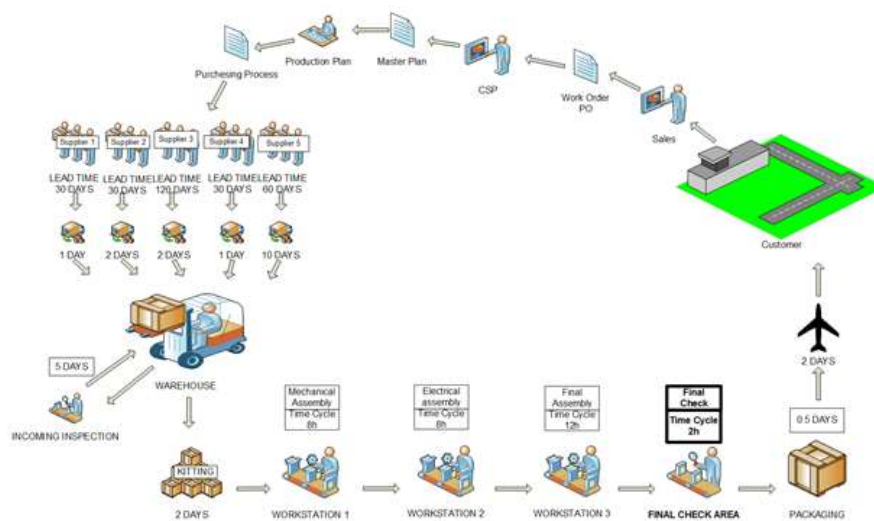 Purchasing Process
Production Plan
Master Plan
CSP
Work Order
PO
Sales
Customer
Supplier 1
Supplier 2
Supplier 3
Supplier 4
Supplier 5
LEAD TIME
30 DAYS
LEAD TIME
30 DAYS
LEAD TIME
120 DAYS
LEAD TIME
30 DAYS
LEAD TIME
60 DAYS
1 DAY
2 DAYS
2 DAYS
1 DAY
10 DAYS
5 DAYS
WAREHOUSE
INCOMING INSPECTION
KITTING
2 DAYS
Mechanical
Assembly
Time Cycle
8h
WORKSTATION 1
Electrical
assembly
Time Cycle
8h
WORKSTATION 2
Final
Assembly
Time Cycle
12h
WORKSTATION 3
Final
Check
Time Cycle
2h
FINAL CHECK AREA
0.5 DAYS
PACKAGING
2 DAYS